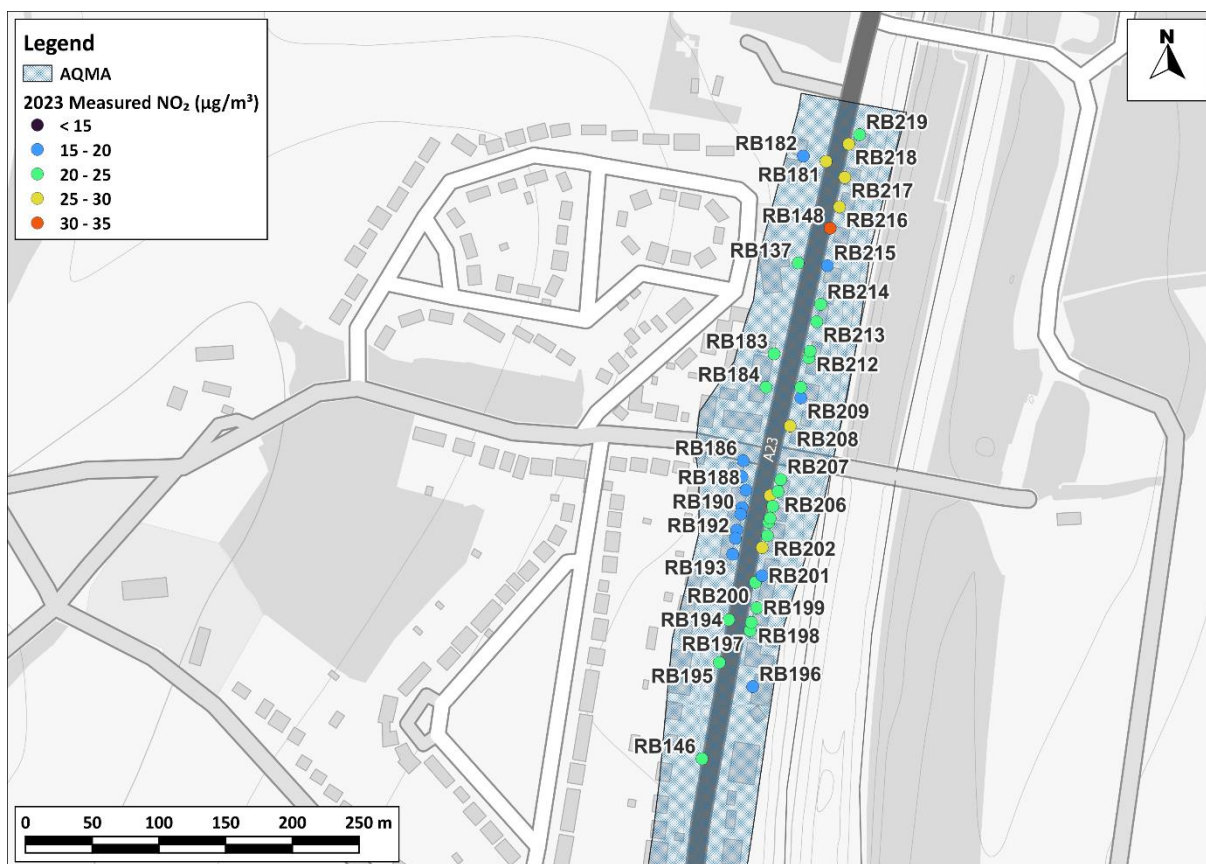 Legend
AQMA
2023 Measured NO₂ (µg/m³)
< 15
15 - 20
20 - 25
25 - 30
30 - 35
N
RB219
RB182
RB218
RB181
RB217
RB148
RB216
RB137
RB215
RB214
RB213
RB183
RB212
RB184
RB209
RB208
A23
RB186
RB207
RB188
RB190
RB206
RB192
RB202
RB193
RB201
RB200
RB199
RB194
RB198
RB197
RB195
RB196
RB146
0 50 100 150 200 250 m